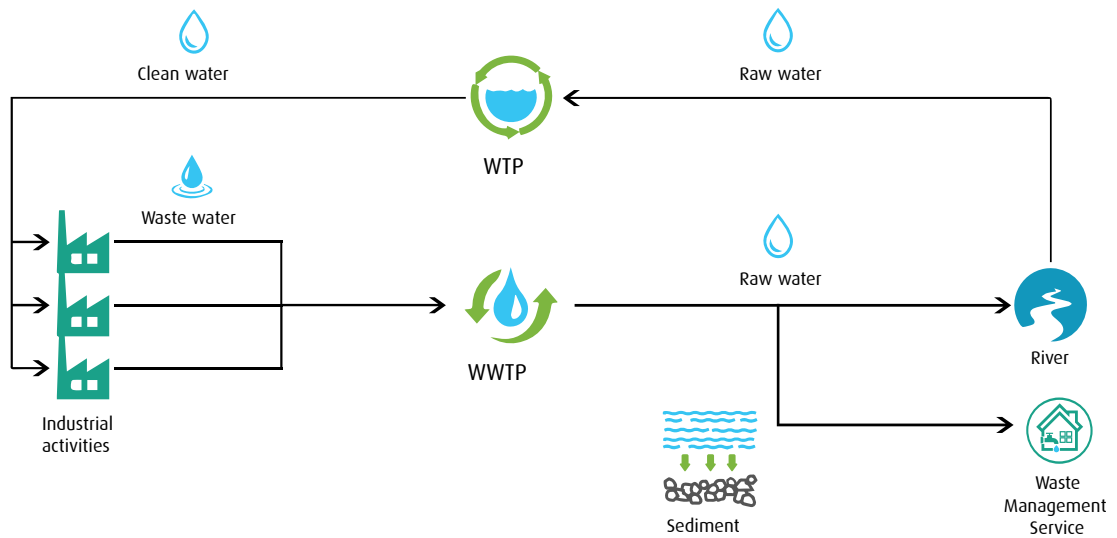 Clean water
Raw water
WTP
Waste water
Raw water
WWTP
River
Industrial
activities
Sediment
Waste
Management
Service